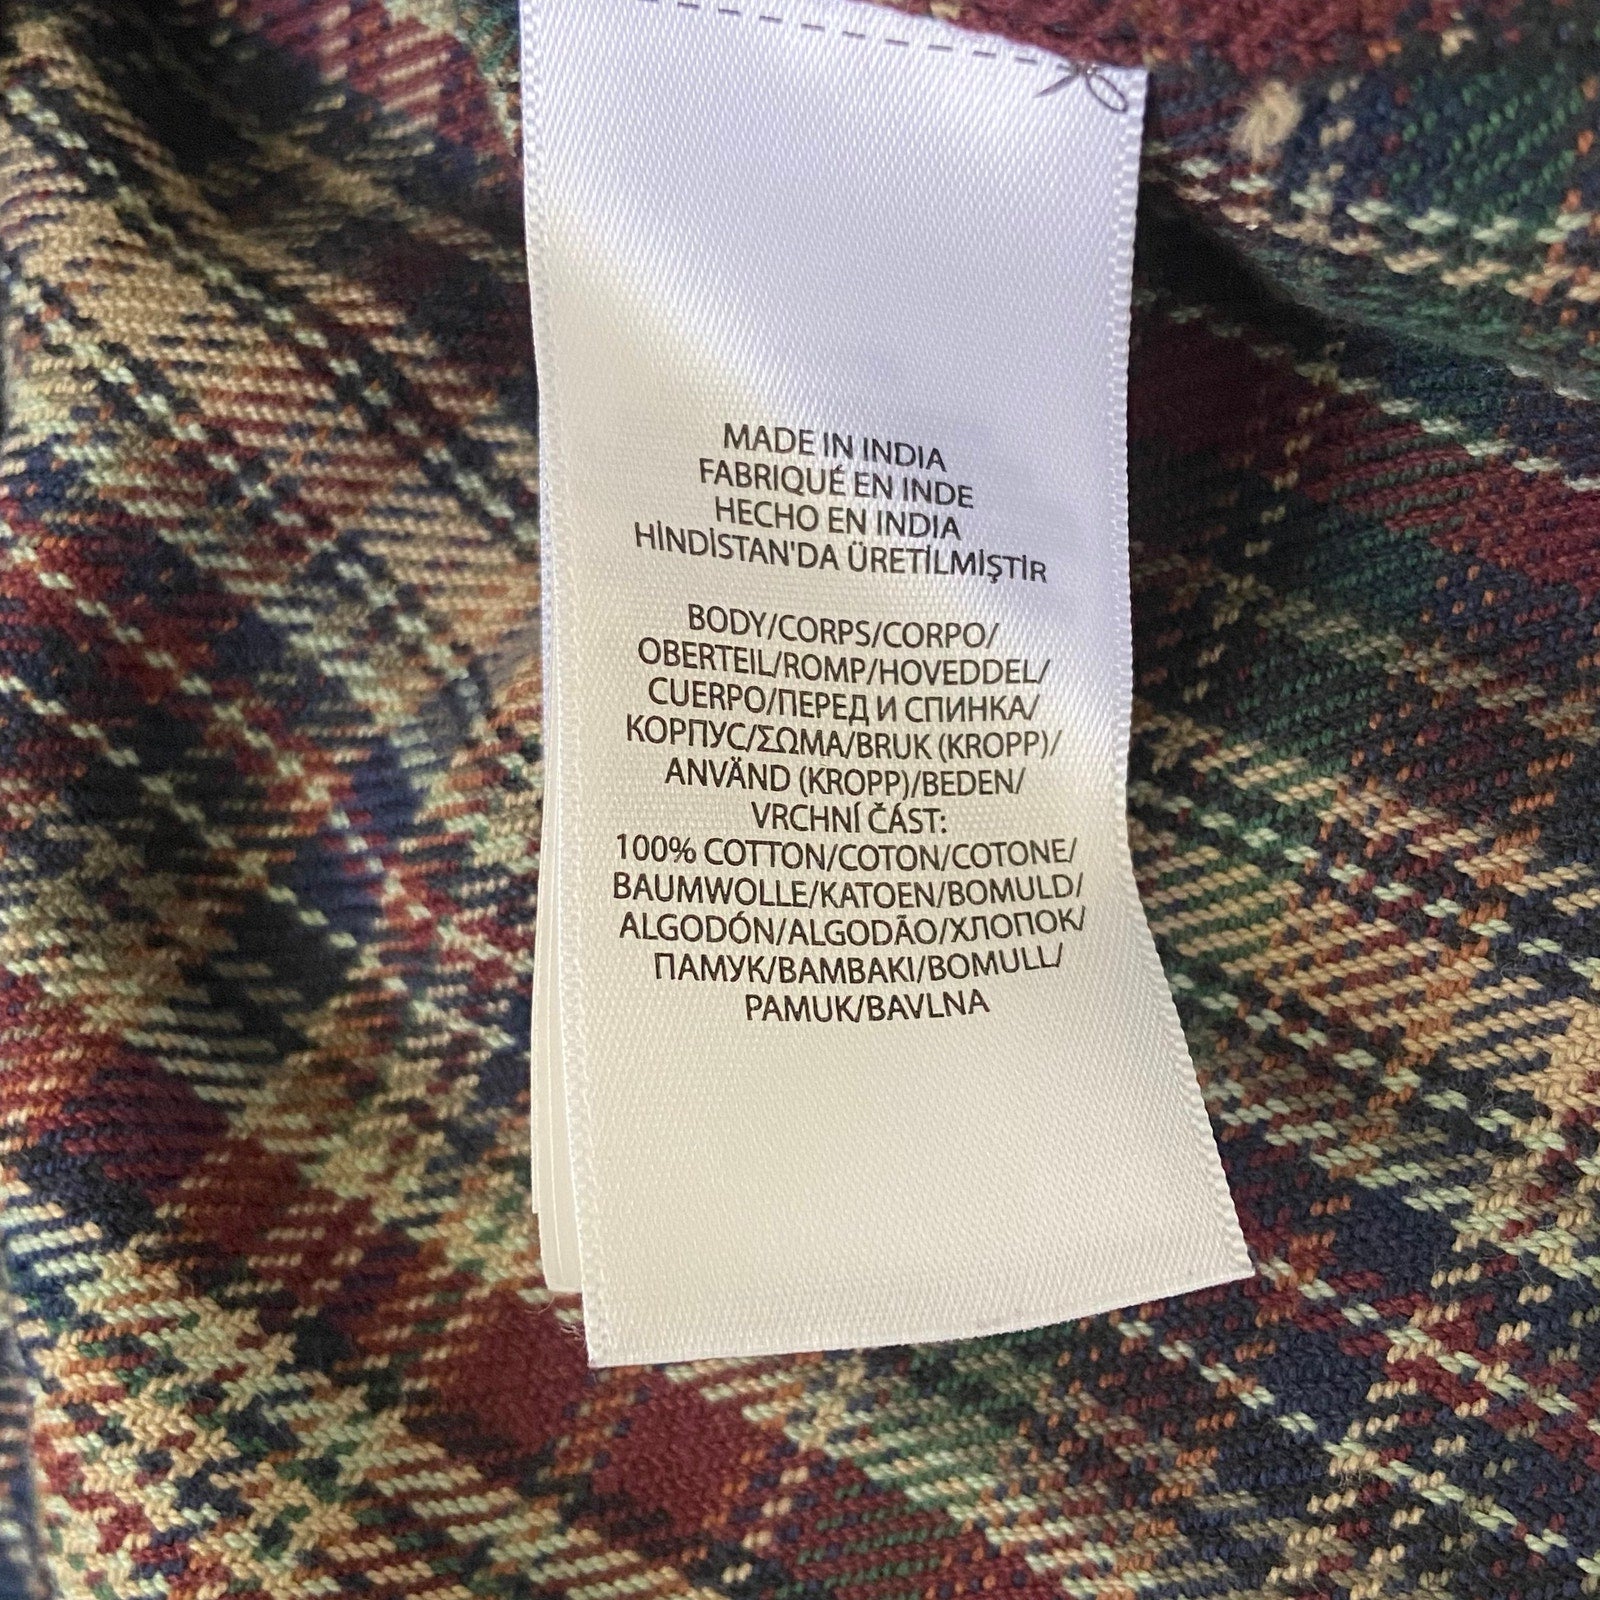 MADE IN INDIA
FABRIQUÉ EN INDE
HECHO EN INDIA
HİNDİSTAN'DA ÜRETİLMİŞTİR
BODY/CORPS/CORPO/
OBERTEIL/ROMP/HOVEDDEL/
CUERPO/ПЕРЕД И СПИНКА/
КОРПУС/ΣΩΜΑ/BRUK (KROPP)/
ANVÄND (KROPP)/BEDEN/
VRCHNÍ ČÁST:
100% COTTON/COTON/COTONE/
BAUMWOLLE/KATOEN/BOMULD/
ALGODÓN/ALGODÃO/ХЛОПОК/
ПАМУК/ΒΑΜΒΑΚΙ/BOMULL/
PAMUK/BAVLNA